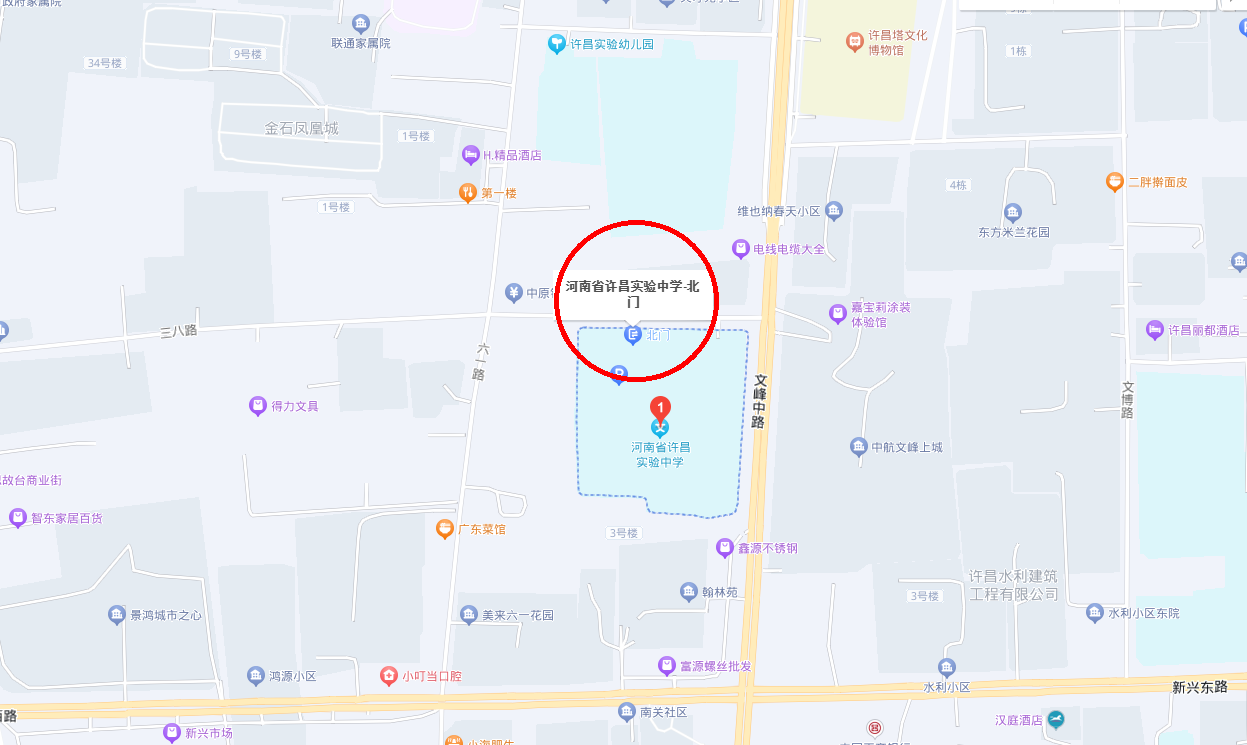 政府家属院
联通家属院
9号楼
34号楼
许昌实验幼儿园
许昌塔文化
博物馆
1栋
金石凤凰城
1号楼
H.精品酒店
第一楼
1号楼
4栋
二胖擀面皮
维也纳春天小区
东方米兰花园
电线电缆大全
中原
河南省许昌实验中学-北
门
北门
嘉宝莉涂装
体验馆
许昌丽都酒店
三八路
六一路
文峰中路
文博路
得力文具
1
河南省许昌
实验中学
中航文峰上城
故台商业街
智东家居百货
广东菜馆
3号楼
鑫源不锈钢
许昌水利建筑
工程有限公司
3号楼
翰林苑
景鸿城市之心
美来六一花园
水利小区东院
鸿源小区
小叮当口腔
富源螺丝批发
水利小区
新兴东路
路
南关社区
汉庭酒店
新兴市场